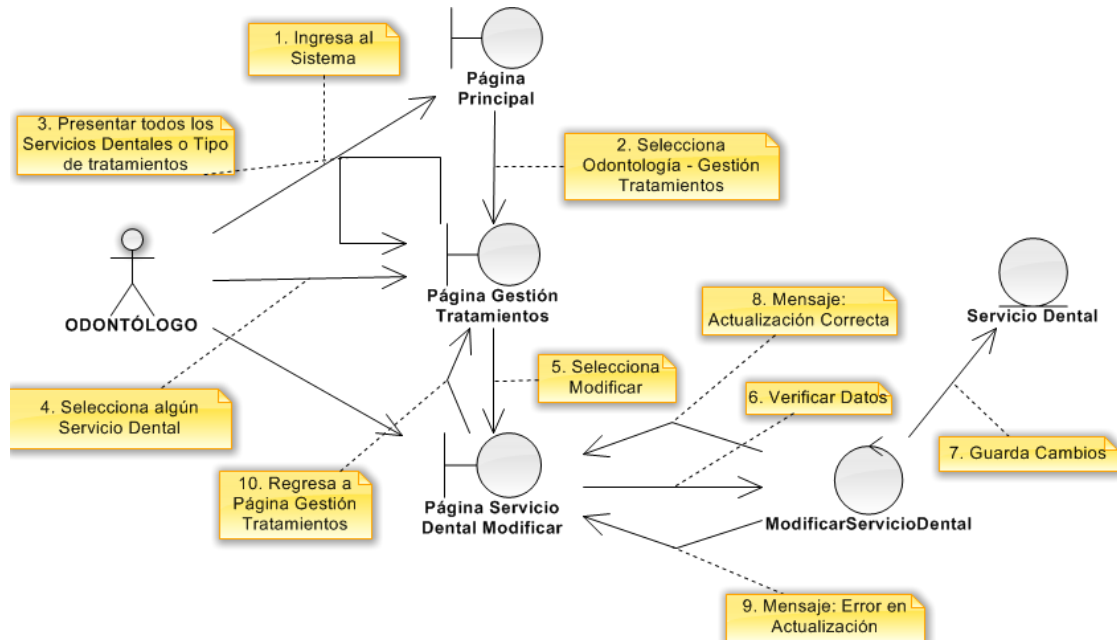 1. Ingresa al
Sistema
Página
Principal
3. Presentar todos los
Servicios Dentales o Tipo
de tratamientos
2. Selecciona
Odontología - Gestión
Tratamientos
ODONTÓLOGO
Página Gestión
Tratamientos
8. Mensaje:
Actualización Correcta
Servicio Dental
4. Selecciona algún
Servicio Dental
5. Selecciona
Modificar
6. Verificar Datos
7. Guarda Cambios
10. Regresa a
Página Gestión
Tratamientos
Página Servicio
Dental Modificar
ModificarServicioDental
9. Mensaje: Error en
Actualización